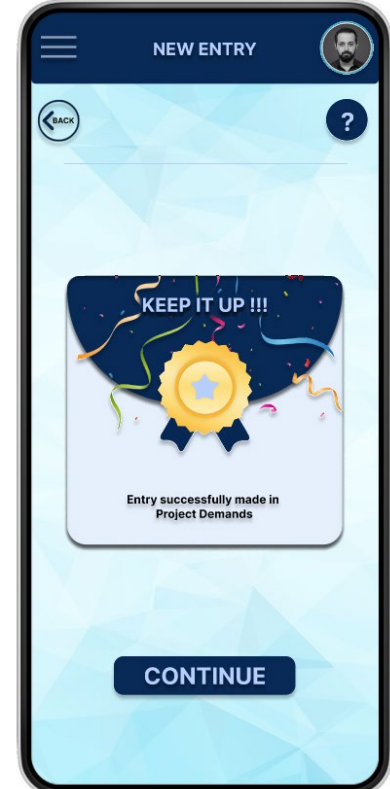 NEW ENTRY
BACK
?
KEEP IT UP !!!
Entry successfully made in
Project Demands
CONTINUE